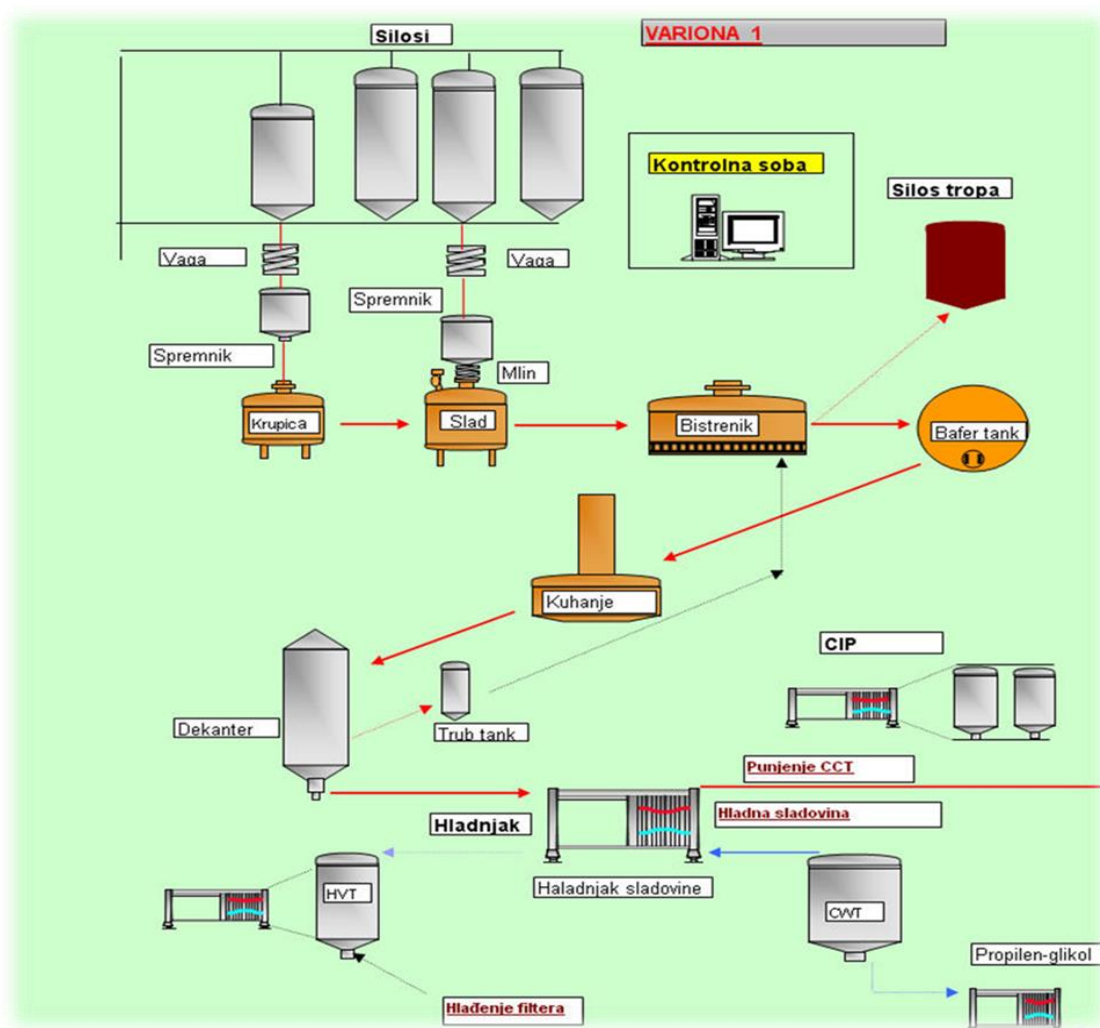 Silosi
VARIONA 1
Kontrolna soba
Silos tropa
Vaga
Vaga
Spremnik
Spremnik
Mlin
Krupica
Slad
Bistrenik
Bafer tank
Kuhanje
CIP
Dekanter
Trub tank
Punjenje CCT
Hladnjak
Hladna sladovina
Haladnjak sladovine
HVT
CWT
Propilen-glikol
Hlađenje filtera